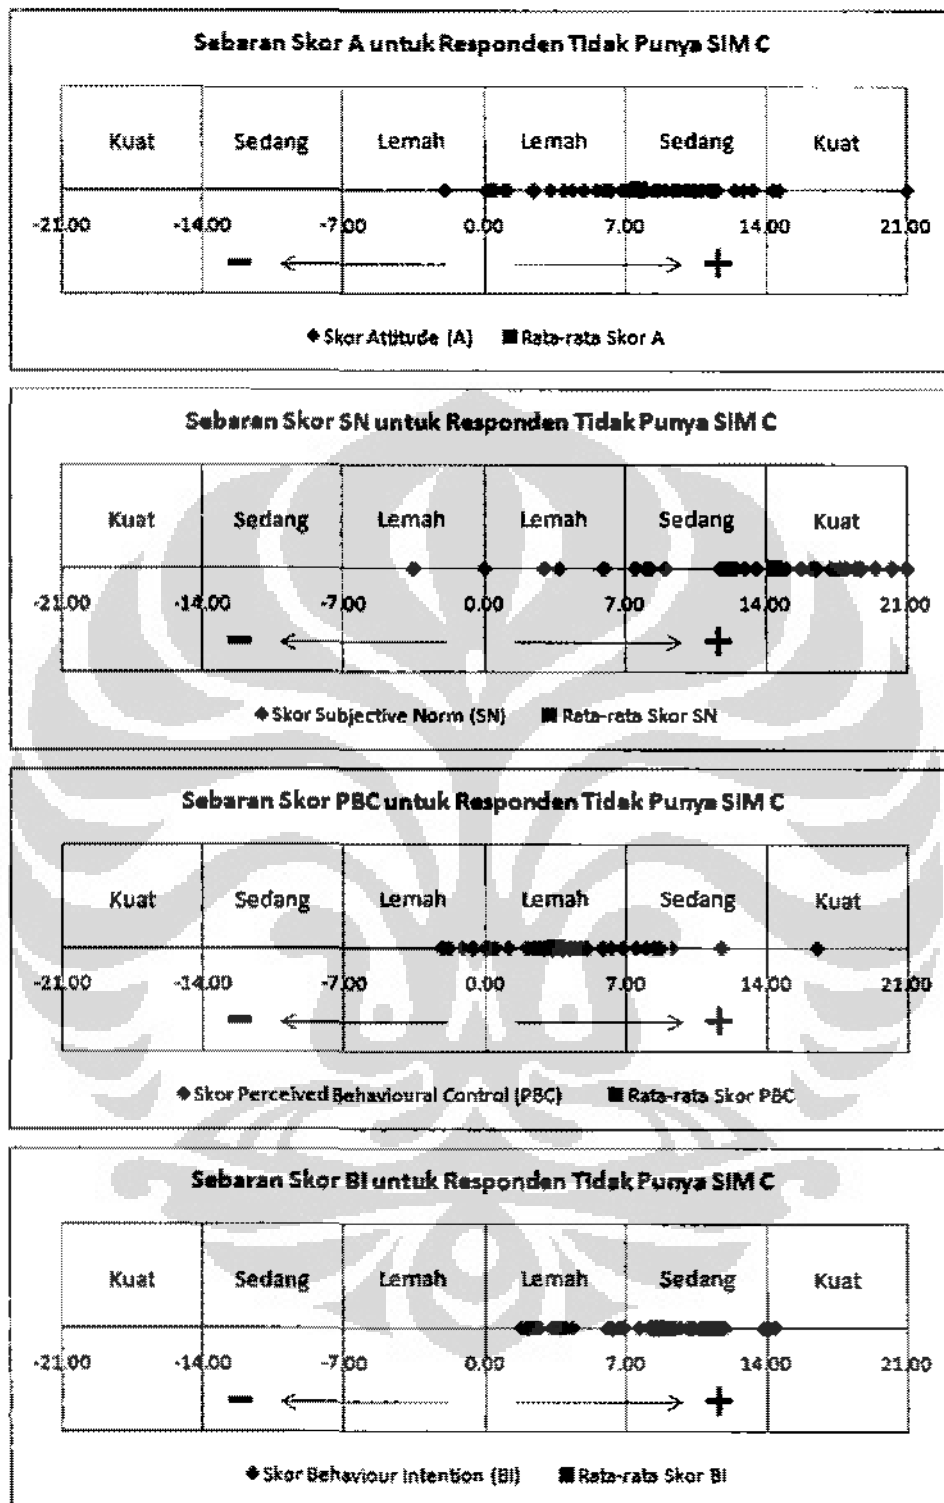 Sebaran Skor A untuk Responden Tidak Punya SIM C
Kuat Sedang Lemah Lemah Sedang Kuat
-21.00 -14.00 -7.00 0.00 7.00 14.00 21.00
− +
Skor Attitude (A) Rata-rata Skor A
Sebaran Skor SN untuk Responden Tidak Punya SIM C
Kuat Sedang Lemah Lemah Sedang Kuat
-21.00 -14.00 -7.00 0.00 7.00 14.00 21.00
− +
Skor Subjective Norm (SN) Rata-rata Skor SN
Sebaran Skor PBC untuk Responden Tidak Punya SIM C
Kuat Sedang Lemah Lemah Sedang Kuat
-21.00 -14.00 -7.00 0.00 7.00 14.00 21.00
− +
Skor Perceived Behavioural Control (PBC) Rata-rata Skor PBC
Sebaran Skor BI untuk Responden Tidak Punya SIM C
Kuat Sedang Lemah Lemah Sedang Kuat
-21.00 -14.00 -7.00 0.00 7.00 14.00 21.00
− +
Skor Behaviour Intention (BI) Rata-rata Skor BI